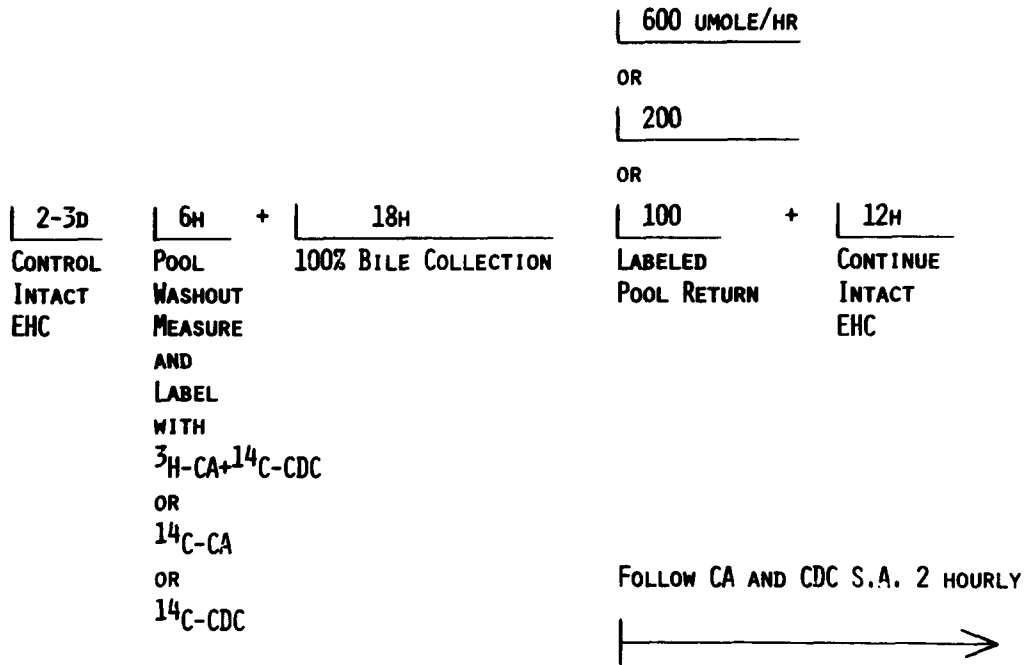 600 UMOLE/HR
OR
200
OR
2-3D 6H + 18H 100 + 12H
CONTROL POOL 100% BILE COLLECTION LABELED CONTINUE
INTACT WASHOUT POOL RETURN INTACT
EHC MEASURE EHC
AND
LABEL
WITH
³H-CA+¹⁴C-CDC
OR
¹⁴C-CA
OR
FOLLOW CA AND CDC S.A. 2 HOURLY
¹⁴C-CDC